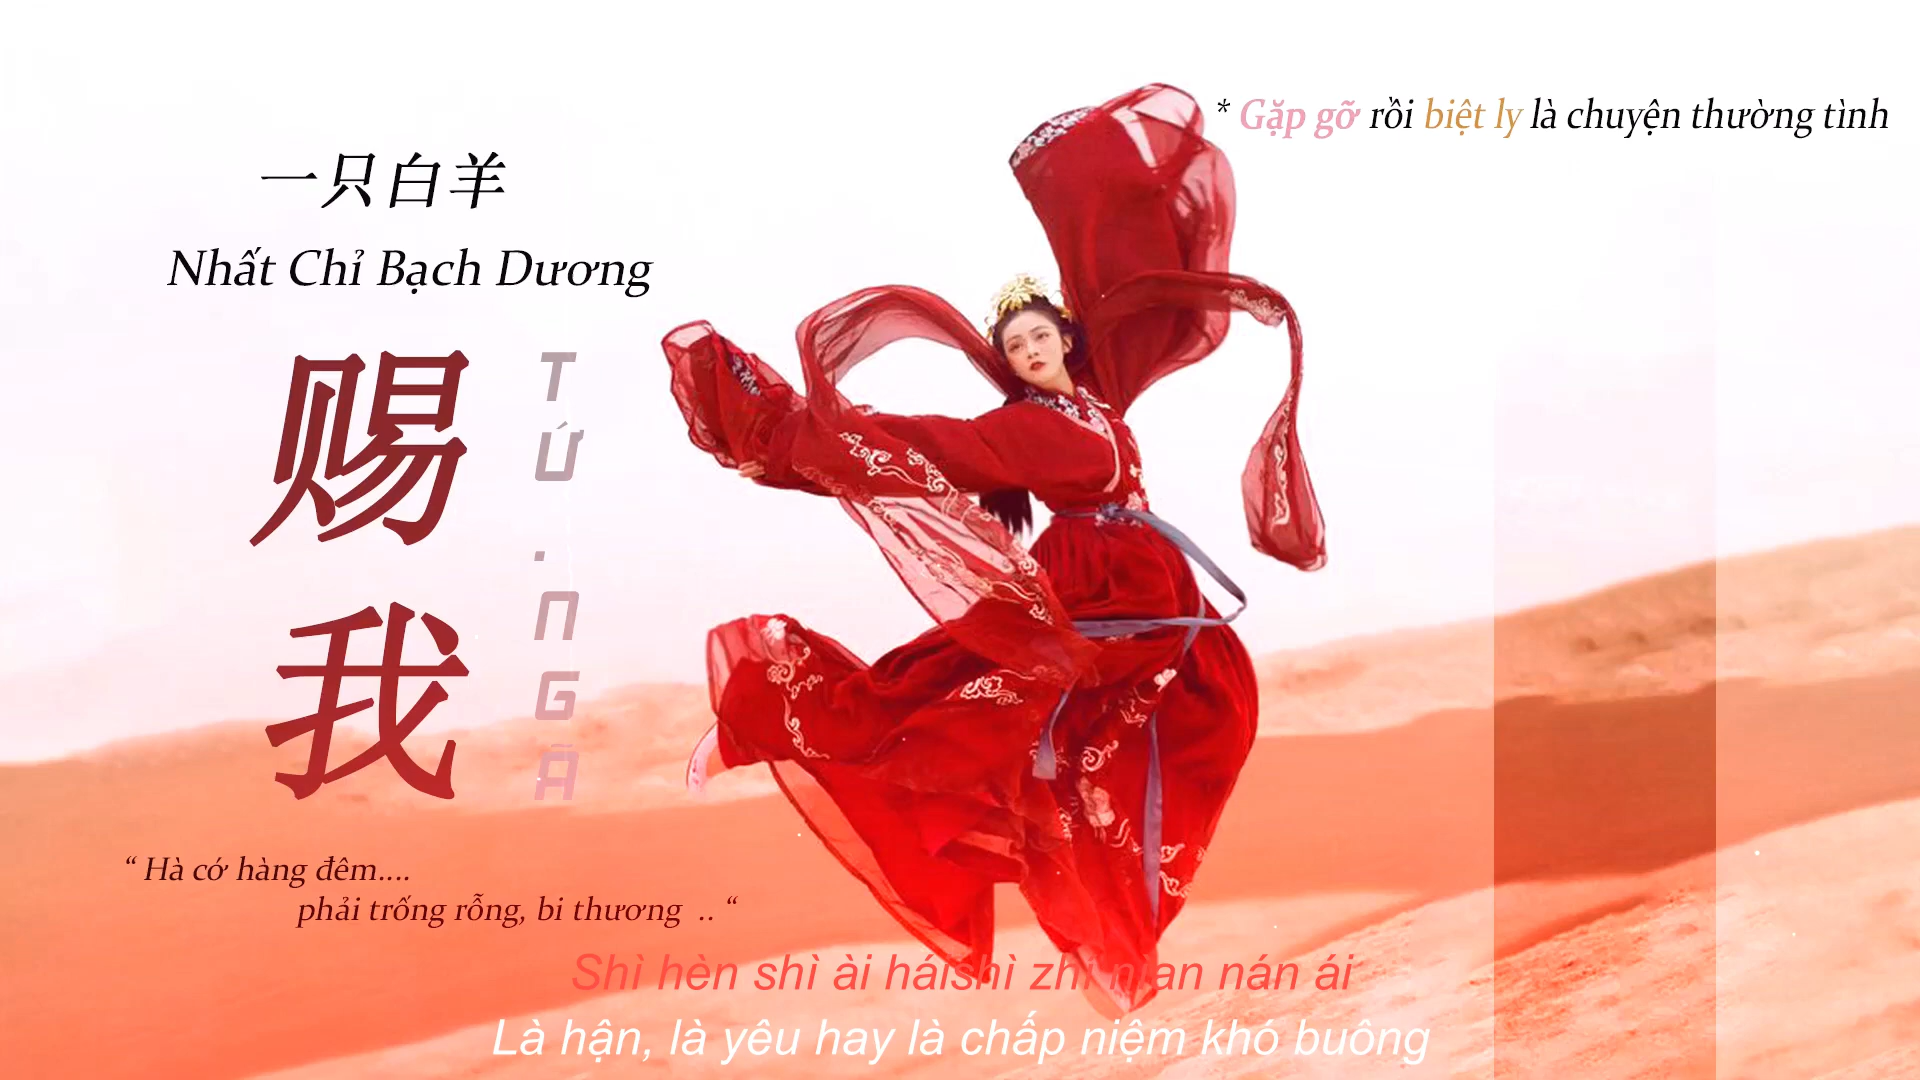 * Gặp gỡ rồi biệt ly là chuyện thường tình
一只白羊
Nhất Chỉ Bạch Dương
赐我
TỨ.NGÃ
“ Hà cớ hàng đêm....
phải trống rỗng, bi thương .. “
Shì hèn shì ài háishì zhí nian nán ái
Là hận, là yêu hay là chấp niệm khó buông